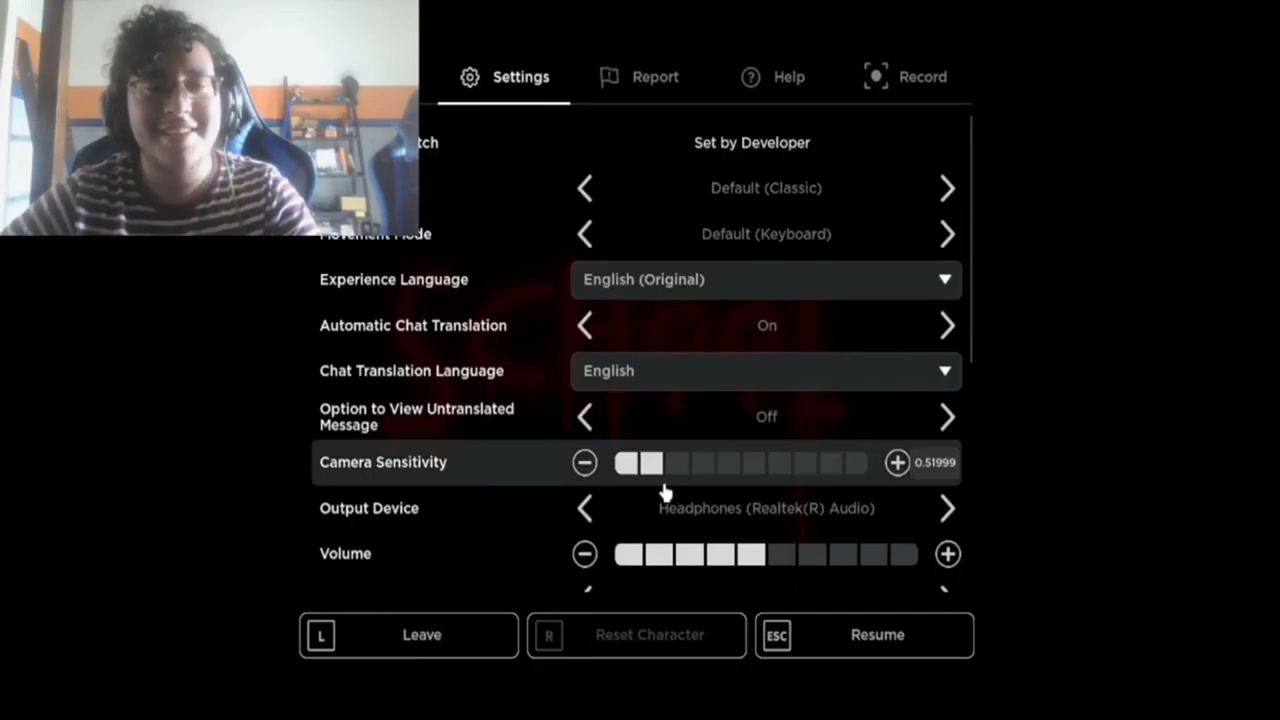 Settings
Report
Help
Record
tch
Set by Developer
Default (Classic)
Movement Mode
Default (Keyboard)
Experience Language
English (Original)
Automatic Chat Translation
On
Chat Translation Language
English
Option to View Untranslated
Message
Off
Camera Sensitivity
0.51999
Output Device
Headphones (Realtek(R) Audio)
Volume
L
Leave
R
Reset Character
ESC
Resume